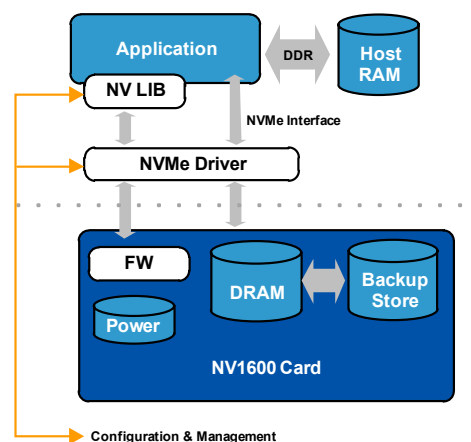 Application
DDR
Host
RAM
NV LIB
NVMe Interface
NVMe Driver
FW
DRAM
Backup
Store
Power
NV1600 Card
Configuration & Management